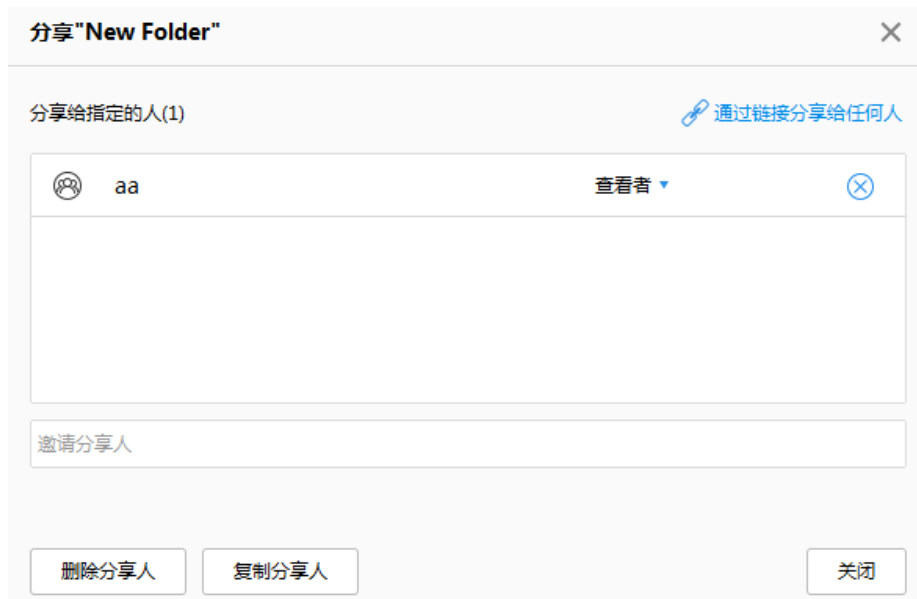 分享"New Folder"
分享给指定的人(1)
通过链接分享给任何人
aa
查看者
邀请分享人
删除分享人
复制分享人
关闭